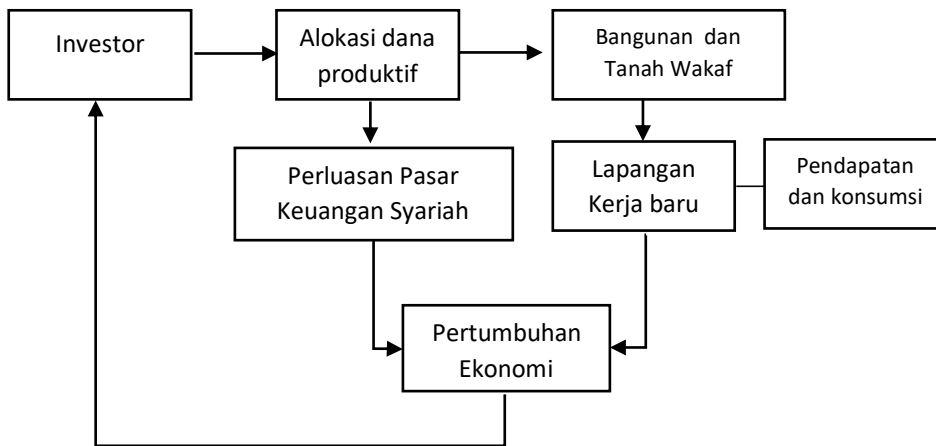 Investor
Alokasi dana
produktif
Bangunan dan
Tanah Wakaf
Perluasan Pasar
Keuangan Syariah
Lapangan
Kerja baru
Pendapatan
dan konsumsi
Pertumbuhan
Ekonomi